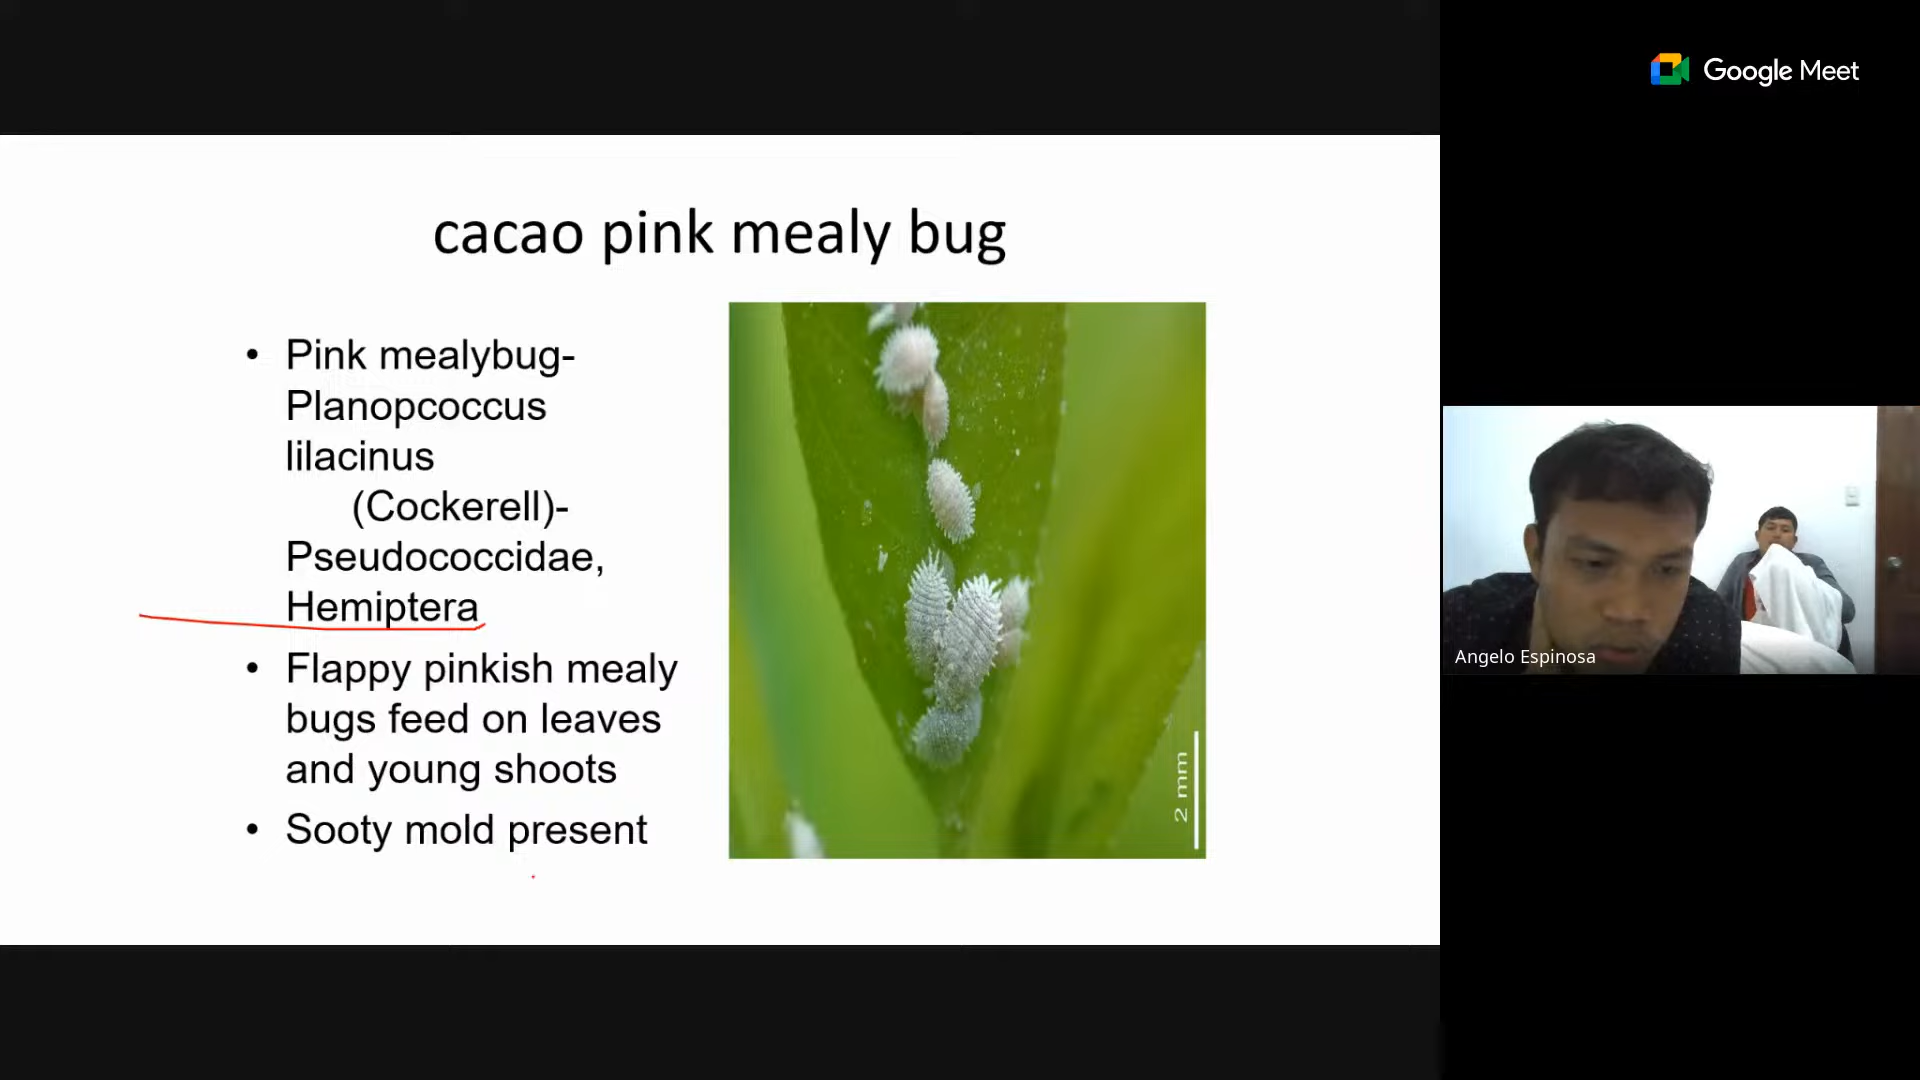 Google Meet
cacao pink mealy bug
• Pink mealybug-
Planopcoccus
lilacinus
(Cockerell)-
Pseudococcidae,
Hemiptera
• Flappy pinkish mealy
bugs feed on leaves
and young shoots
• Sooty mold present
2 mm
Angelo Espinosa